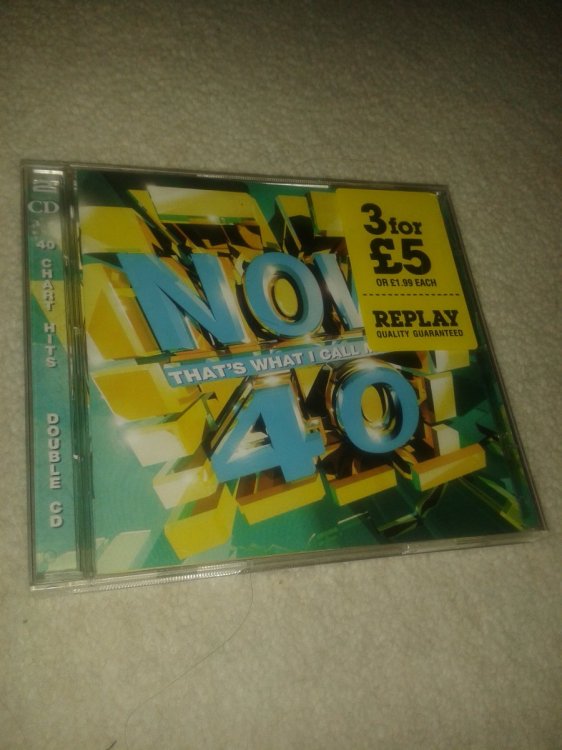 CD
40 CHART HITS DOUBLE CD
NOW
THAT'S WHAT I CALL
40
3 for
£5
OR £1.99 EACH
REPLAY
QUALITY GUARANTEED